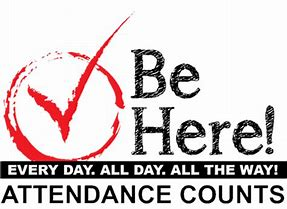 Be
Here!
EVERY DAY. ALL DAY. ALL THE WAY!
ATTENDANCE COUNTS